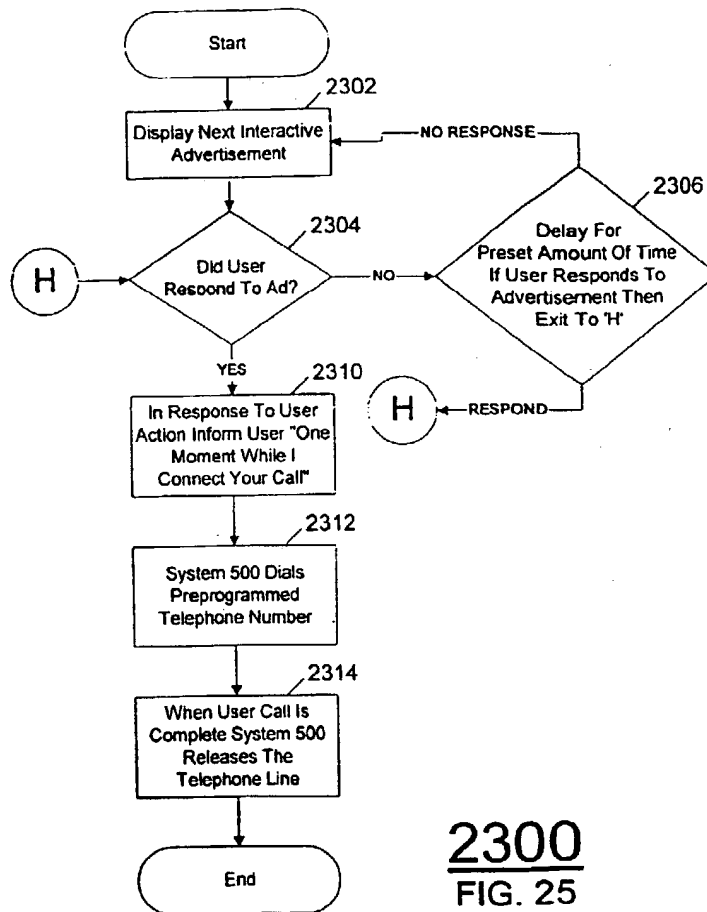 Start
2302
Display Next Interactive
Advertisement
NO RESPONSE
2304
2306
H
Did User
Respond To Ad?
NO
Delay For
Preset Amount Of Time
If User Responds To
Advertisement Then
Exit To 'H'
YES
2310
H
RESPOND
In Response To User
Action Inform User "One
Moment While I
Connect Your Call"
2312
System 500 Dials
Preprogrammed
Telephone Number
2314
When User Call Is
Complete System 500
Releases The
Telephone Line
End
2300
FIG. 25